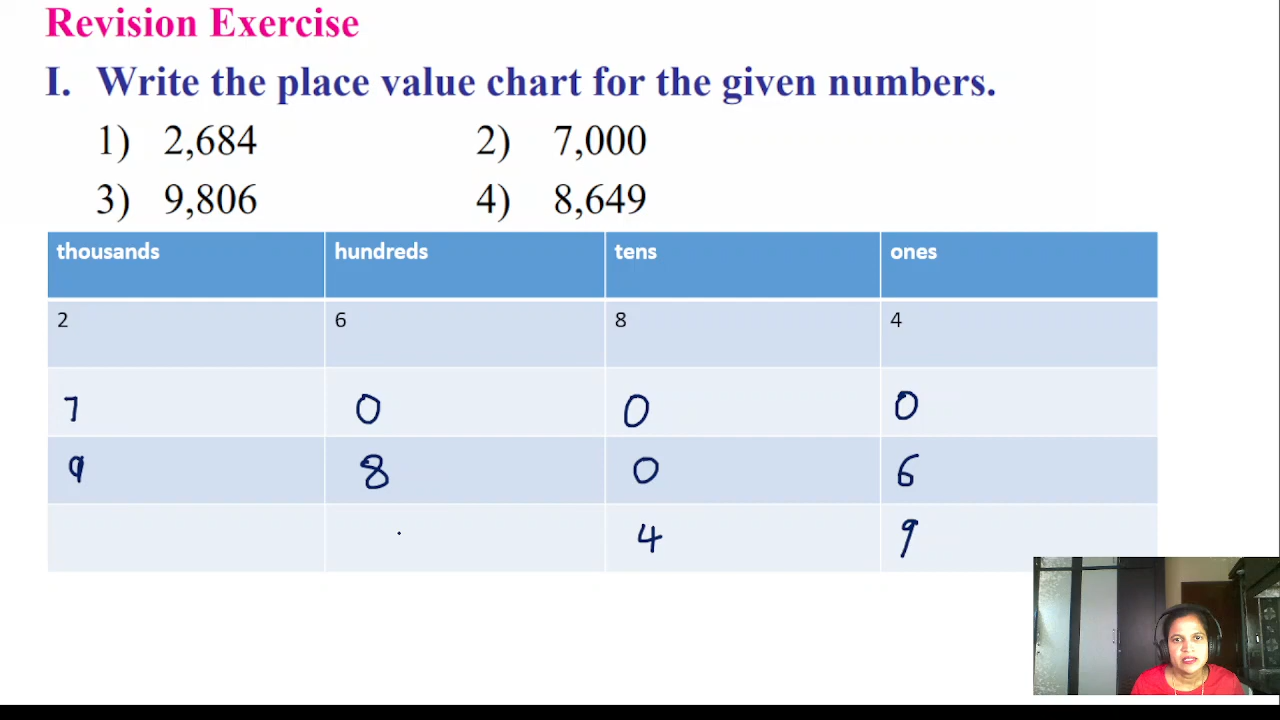 Revision Exercise
I. Write the place value chart for the given numbers.
1) 2,684 2) 7,000
3) 9,806 4) 8,649
thousands hundreds tens ones
2 6 8 4
7 0 0 0
9 8 0 6
4 9